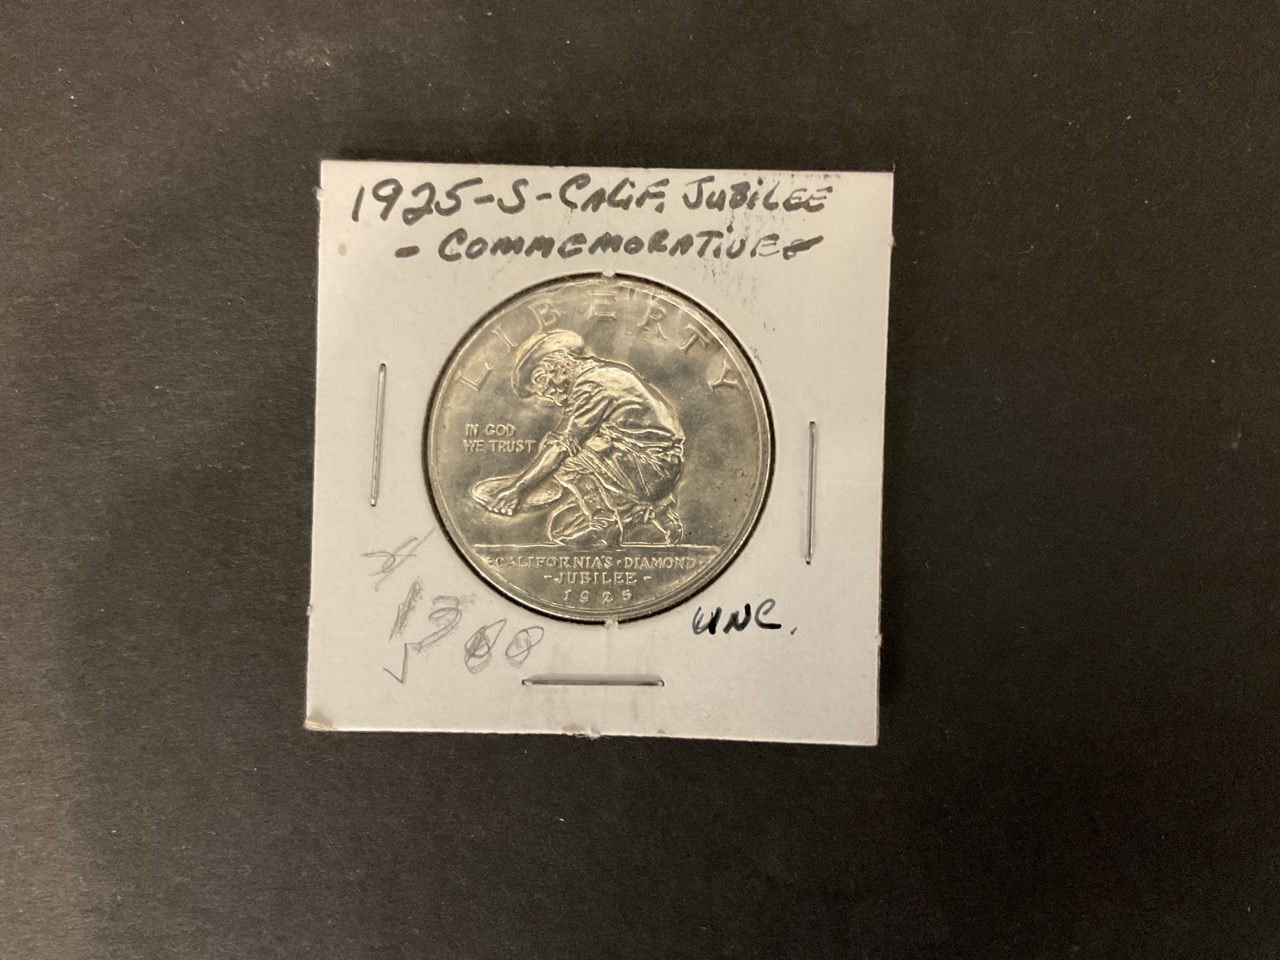 1925-S-CALIF. JUBILEE
- COMMEMORATIVE
LIBERTY
IN GOD
WE TRUST
CALIFORNIA'S · DIAMOND
- JUBILEE -
1925
UNC.